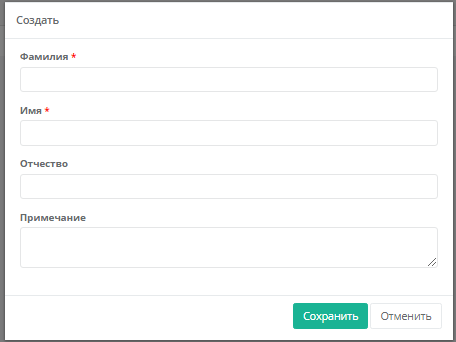 Создать
Фамилия *
Имя *
Отчество
Примечание
Сохранить Отменить